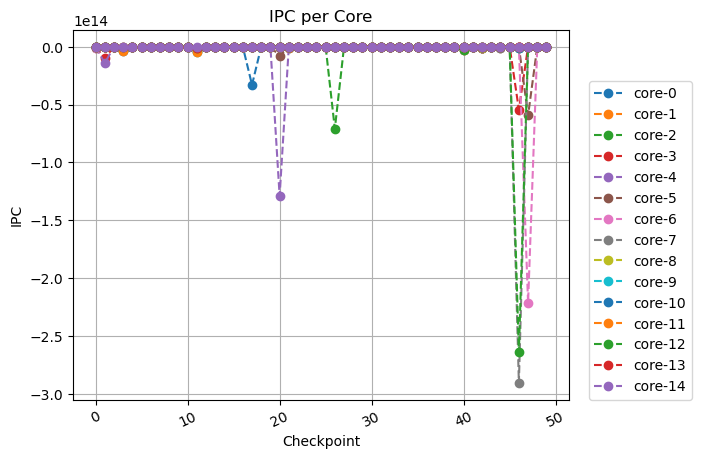 IPC per Core
1e14
0.0
−0.5
−1.0
−1.5
−2.0
−2.5
−3.0
IPC
0
10
20
30
40
50
Checkpoint
core-0
core-1
core-2
core-3
core-4
core-5
core-6
core-7
core-8
core-9
core-10
core-11
core-12
core-13
core-14